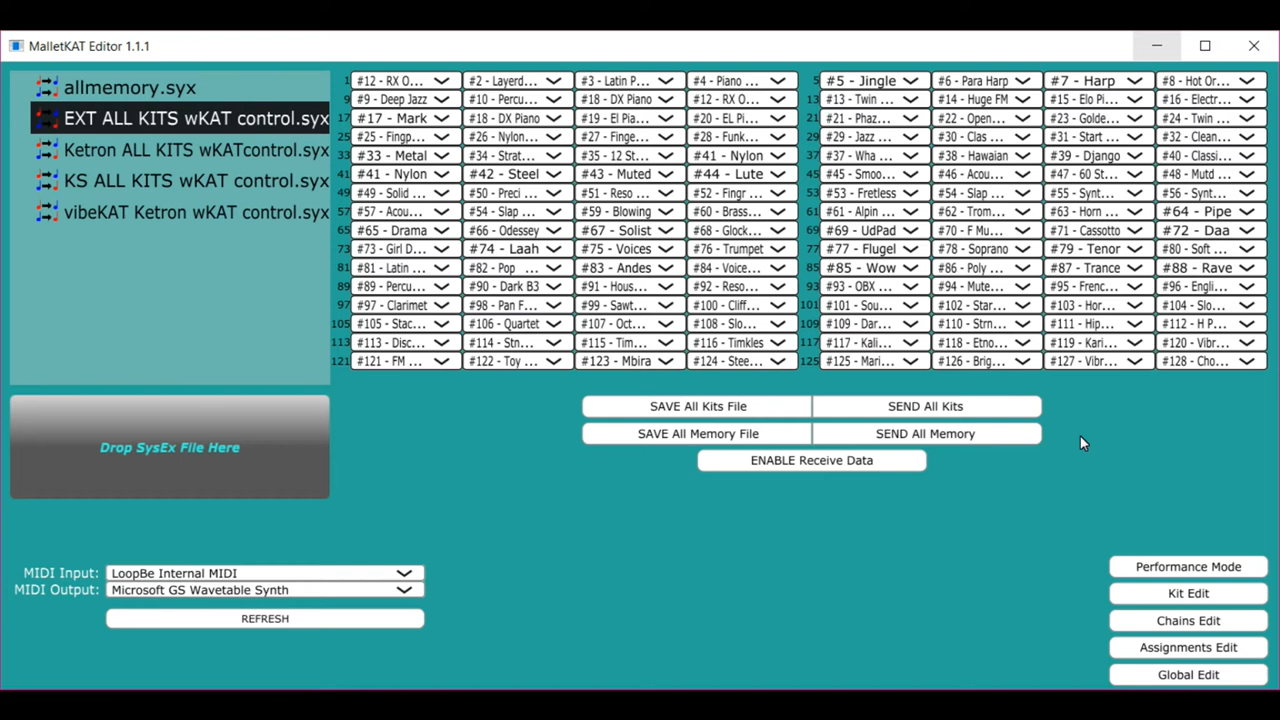 MalletKAT Editor 1.1.1
allmemory.syx
EXT ALL KITS wKAT control.syx
Ketron ALL KITS wKATcontrol.syx
KS ALL KITS wKAT control.syx
vibeKAT Ketron wKAT control.syx
1 #12 - RX O... #2 - Layerd... #3 - Latin P... #4 - Piano ... 5 #5 - Jingle #6 - Para Harp #7 - Harp #8 - Hot Or...
9 #9 - Deep Jazz #10 - Percu... #18 - DX Piano #12 - RX O... 13 #13 - Twin ... #14 - Huge FM #15 - Elo Pi... #16 - Electr...
17 #17 - Mark #18 - DX Piano #19 - El Pia... #20 - EL Pi... 21 #21 - Phaz... #22 - Open... #23 - Golde... #24 - Twin ...
25 #25 - Fingp... #26 - Nylon... #27 - Finge... #28 - Funk... 29 #29 - Jazz ... #30 - Clas ... #31 - Start ... #32 - Clean...
33 #33 - Metal #34 - Strat... #35 - 12 St... #41 - Nylon 37 #37 - Wha ... #38 - Hawaian #39 - Django #40 - Classi...
41 #41 - Nylon #42 - Steel #43 - Muted #44 - Lute 45 #45 - Smoo... #46 - Acou... #47 - 60 St... #48 - Mutd ...
49 #49 - Solid ... #50 - Preci ... #51 - Reso ... #52 - Fingr ... 53 #53 - Fretless #54 - Slap ... #55 - Synt... #56 - Synt...
57 #57 - Acou... #54 - Slap ... #59 - Blowing #60 - Brass... 61 #61 - Alpin ... #62 - Trom... #63 - Horn ... #64 - Pipe
65 #65 - Drama #66 - Odessey #67 - Solist #68 - Glock... 69 #69 - UdPad #70 - F Mu... #71 - Cassotto #72 - Daa
73 #73 - Girl D... #74 - Laah #75 - Voices #76 - Trumpet 77 #77 - Flugel #78 - Soprano #79 - Tenor #80 - Soft ...
81 #81 - Latin ... #82 - Pop ... #83 - Andes #84 - Voice... 85 #85 - Wow #86 - Poly ... #87 - Trance #88 - Rave
89 #89 - Percu... #90 - Dark B3 #91 - Hous... #92 - Reso... 93 #93 - OBX ... #94 - Mute... #95 - Frenc... #96 - Engli...
97 #97 - Clarimet #98 - Pan F... #99 - Sawt... #100 - Cliff... 101 #101 - Sou... #102 - Star... #103 - Hor... #104 - Slo...
105 #105 - Stac... #106 - Quartet #107 - Oct... #108 - Slo... 109 #109 - Dar... #110 - Strn... #111 - Hip... #112 - H P...
113 #113 - Disc... #114 - Stn... #115 - Tim... #116 - Timkles 117 #117 - Kali... #118 - Etno... #119 - Kari... #120 - Vibr...
121 #121 - FM ... #122 - Toy ... #123 - Mbira #124 - Stee... 125 #125 - Mari... #126 - Brig... #127 - Vibr... #128 - Cho...
SAVE All Kits File SEND All Kits
SAVE All Memory File SEND All Memory
ENABLE Receive Data
Drop SysEx File Here
MIDI Input: LoopBe Internal MIDI
MIDI Output: Microsoft GS Wavetable Synth
REFRESH
Performance Mode
Kit Edit
Chains Edit
Assignments Edit
Global Edit